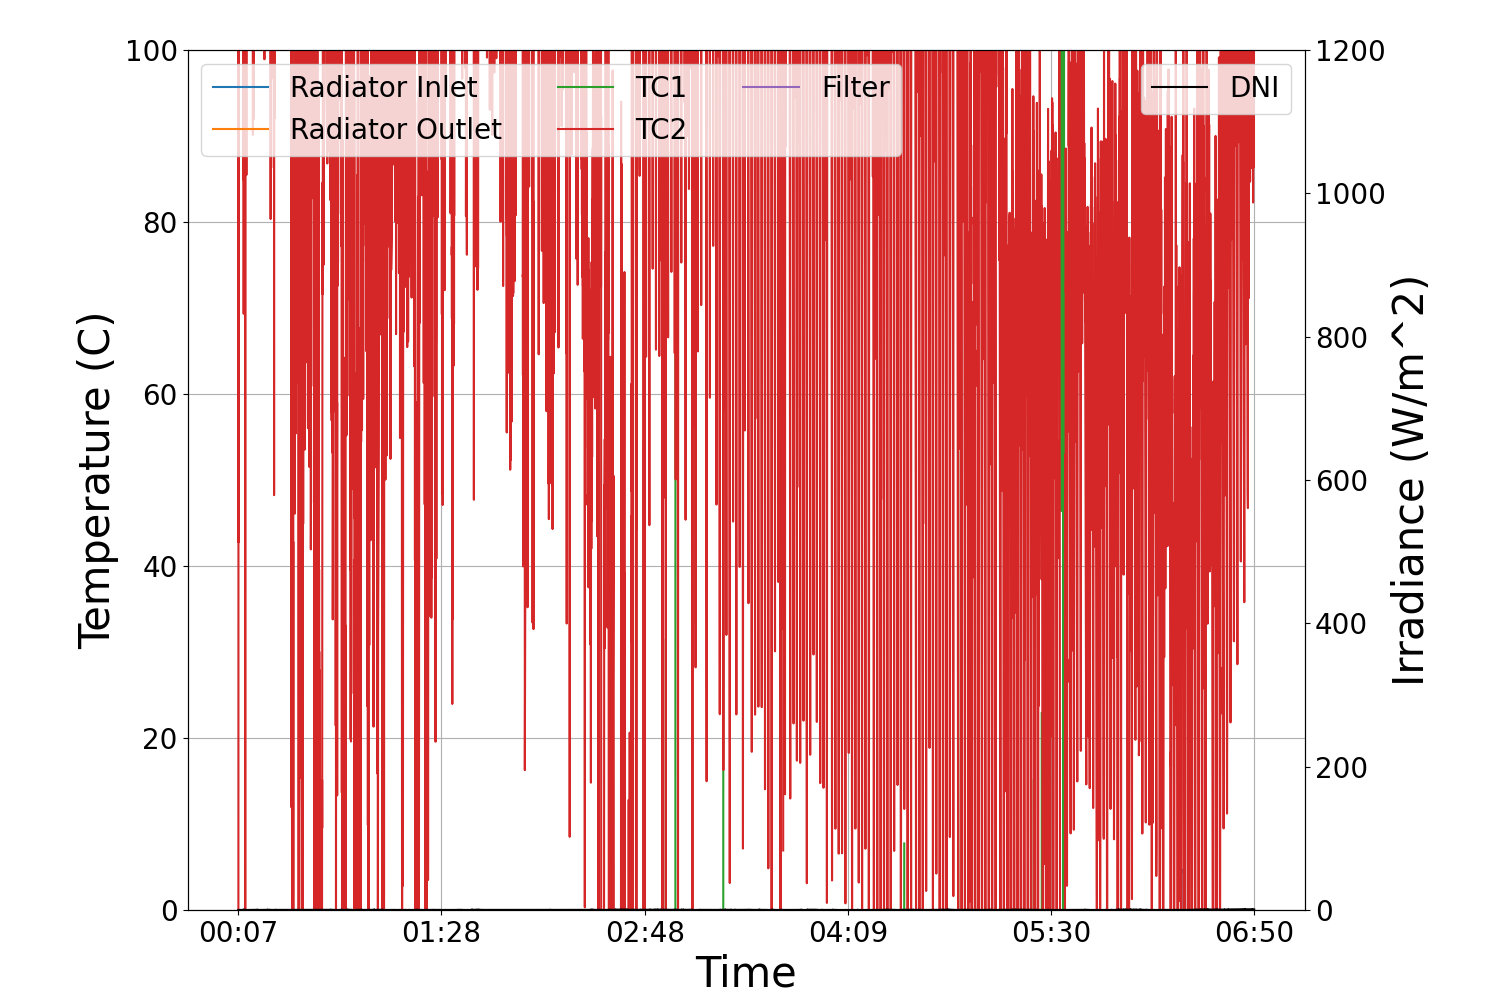 100
80
60
40
20
0
Temperature (C)
Radiator Inlet
Radiator Outlet
TC1
TC2
Filter
DNI
1200
1000
800
600
400
200
0
Irradiance (W/m^2)
00:07 01:28 02:48 04:09 05:30 06:50
Time